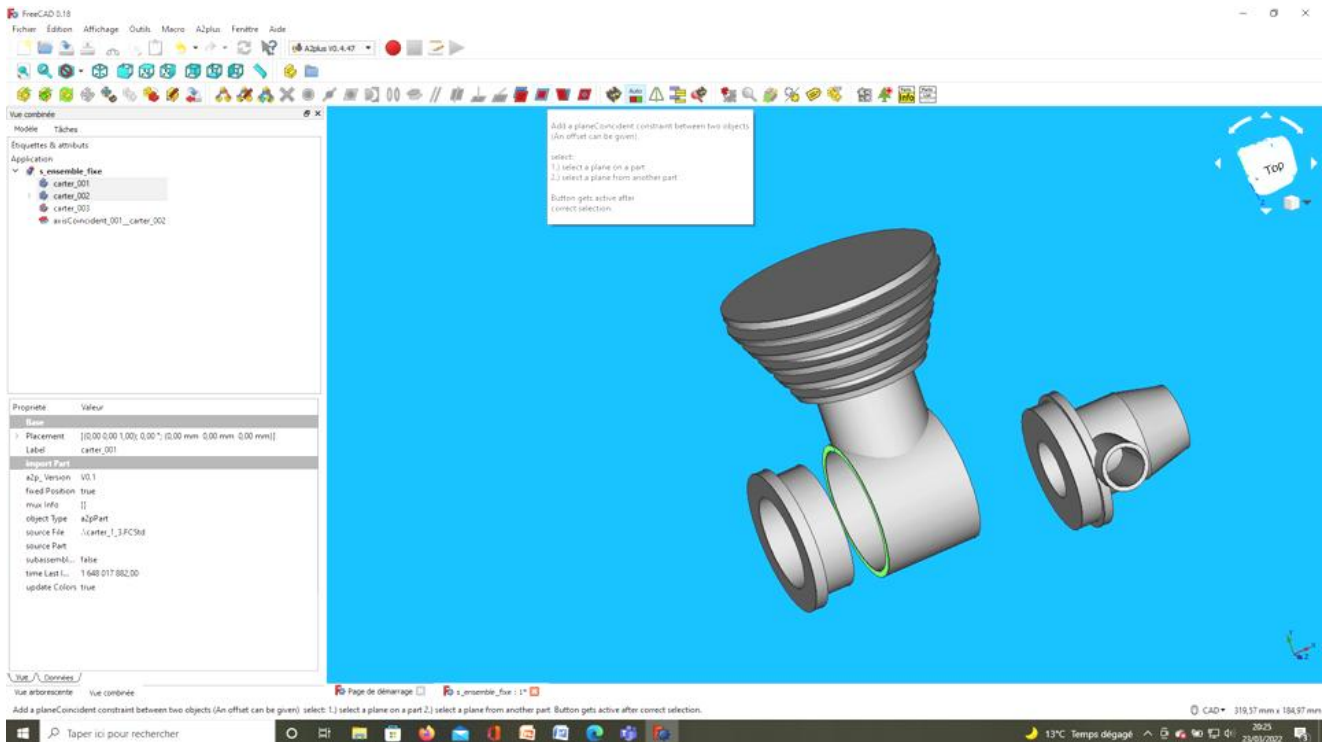 FreeCAD 0.18
Fichier Édition Affichage Outils Macro A2plus Fenêtre Aide
A2plus V0.4.47
Auto
Parts Info
Parts List
Vue combinée
Modèle Tâches
Étiquettes & attributs
Application
s_ensemble_fixe
carter_001
carter_002
carter_003
axisCoincident_001__carter_002
Add a planeCoincident constraint between two objects
(An offset can be given).
select:
1.) select a plane on a part
2.) select a plane from another part
Button gets active after
correct selection.
TOP
Z
Propriété Valeur
Base
Placement [(0,00 0,00 1,00); 0,00 °; (0,00 mm 0,00 mm 0,00 mm)]
Label carter_001
Import Part
a2p_Version V0.1
fixed Position true
mux Info []
object Type a2pPart
source File .\carter_1_3.FCStd
source Part
subassembl... false
time Last I... 1 648 017 882,00
update Colors true
Vue Données
Vue arborescente Vue combinée
Page de démarrage s_ensemble_fixe : 1*
Y
X
Z
Add a planeCoincident constraint between two objects (An offset can be given) select: 1.) select a plane on a part 2.) select a plane from another part Button gets active after correct selection.
CAD 319,57 mm x 184,97 mm
Taper ici pour rechercher
13°C Temps dégagé
20:25
23/03/2022
3